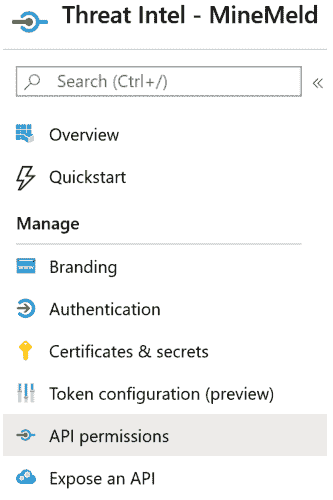 Threat Intel - MineMeld
Search (Ctrl+/)
«
Overview
Quickstart
Manage
Branding
Authentication
Certificates & secrets
Token configuration (preview)
API permissions
Expose an API